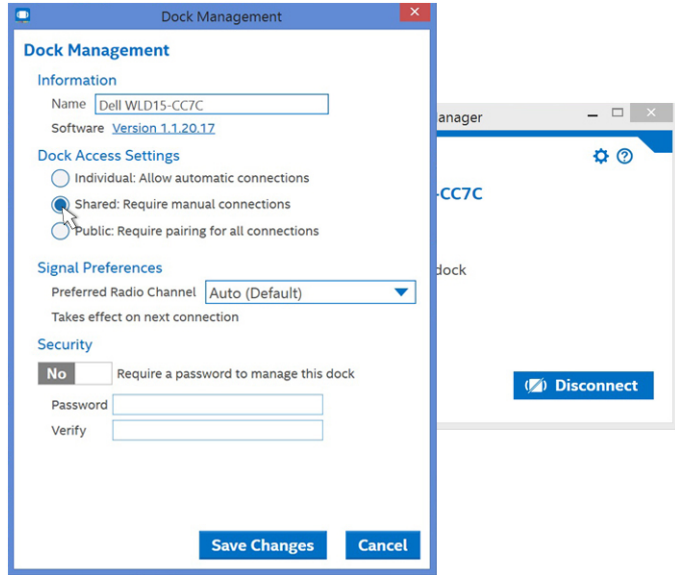 Dock Management
Dock Management
Information
Name Dell WLD15-CC7C
Software Version 1.1.20.17
Dock Access Settings
Individual: Allow automatic connections
Shared: Require manual connections
Public: Require pairing for all connections
Signal Preferences
Preferred Radio Channel Auto (Default)
Takes effect on next connection
Security
No Require a password to manage this dock
Password
Verify
Save Changes Cancel
anager
-CC7C
dock
Disconnect